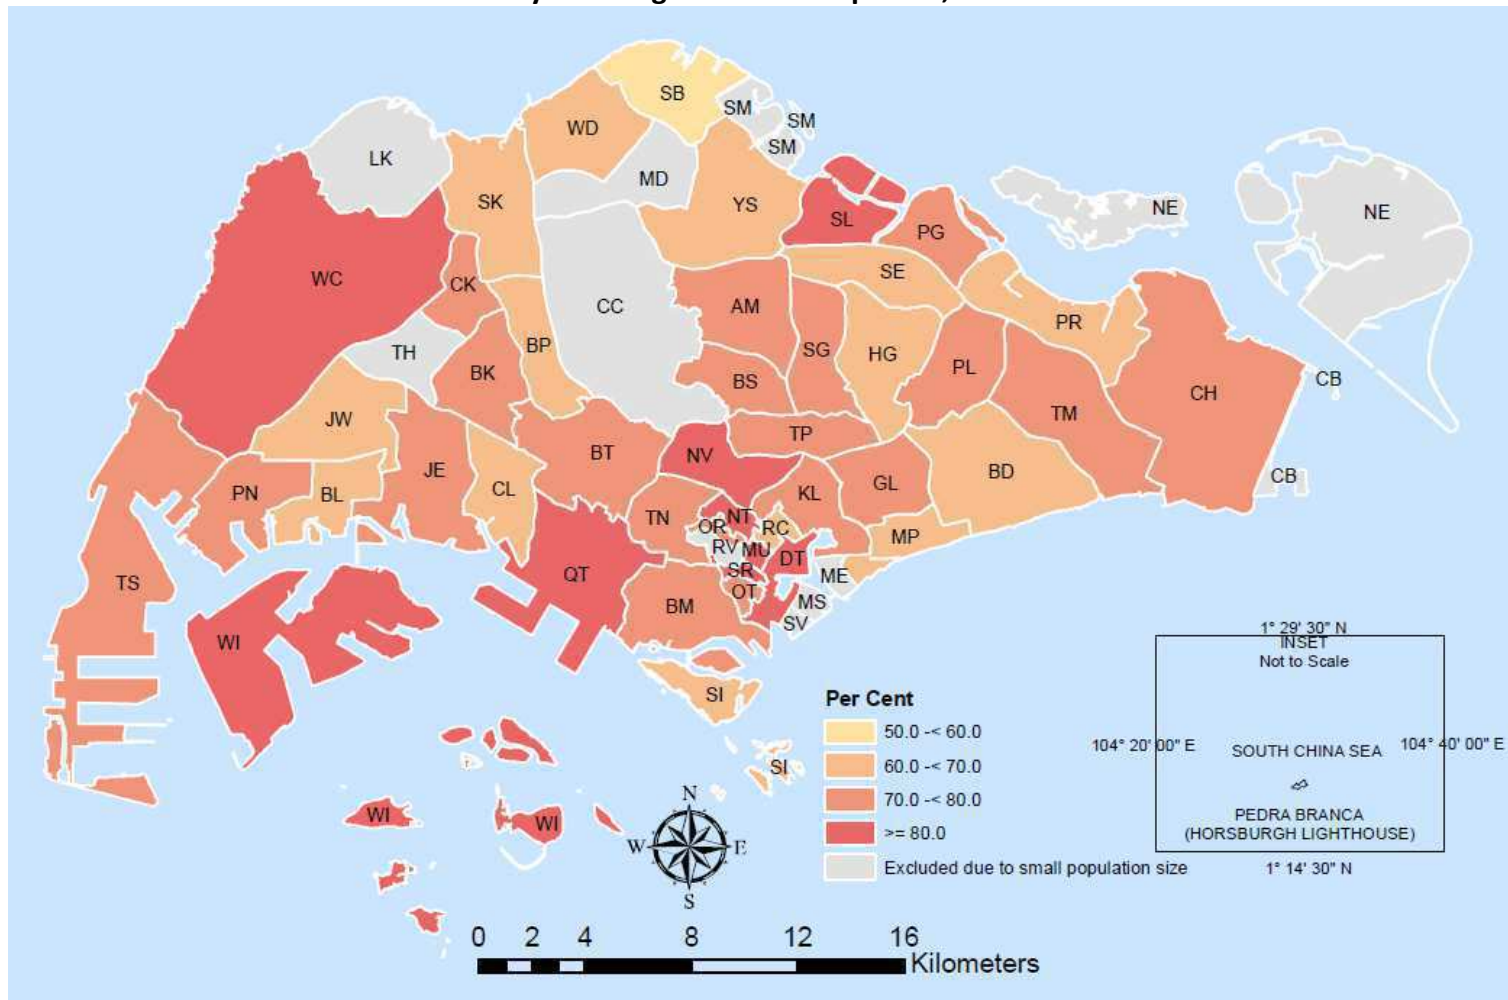 SB
SM
SM
SM
WD
LK
MD
SK
YS
NE
NE
SL
PG
WC
CK
SE
CC
AM
PR
TH
BP
SG
HG
PL
BK
BS
CB
CH
JW
TM
TP
BT
NV
JE
BD
CB
PN
BL
CL
KL
GL
TN
NT
OR
RC
MP
RV
MU
DT
SR
ME
QT
OT
TS
BM
MS
SV
WI
SI
SI
WI
WI
1° 29' 30" N
INSET
Not to Scale
104° 20' 00" E
SOUTH CHINA SEA
104° 40' 00" E
PEDRA BRANCA
(HORSBURGH LIGHTHOUSE)
1° 14' 30" N
Per Cent
50.0 -< 60.0
60.0 -< 70.0
70.0 -< 80.0
>= 80.0
Excluded due to small population size
N
W
E
S
0 2 4 8 12 16
Kilometers